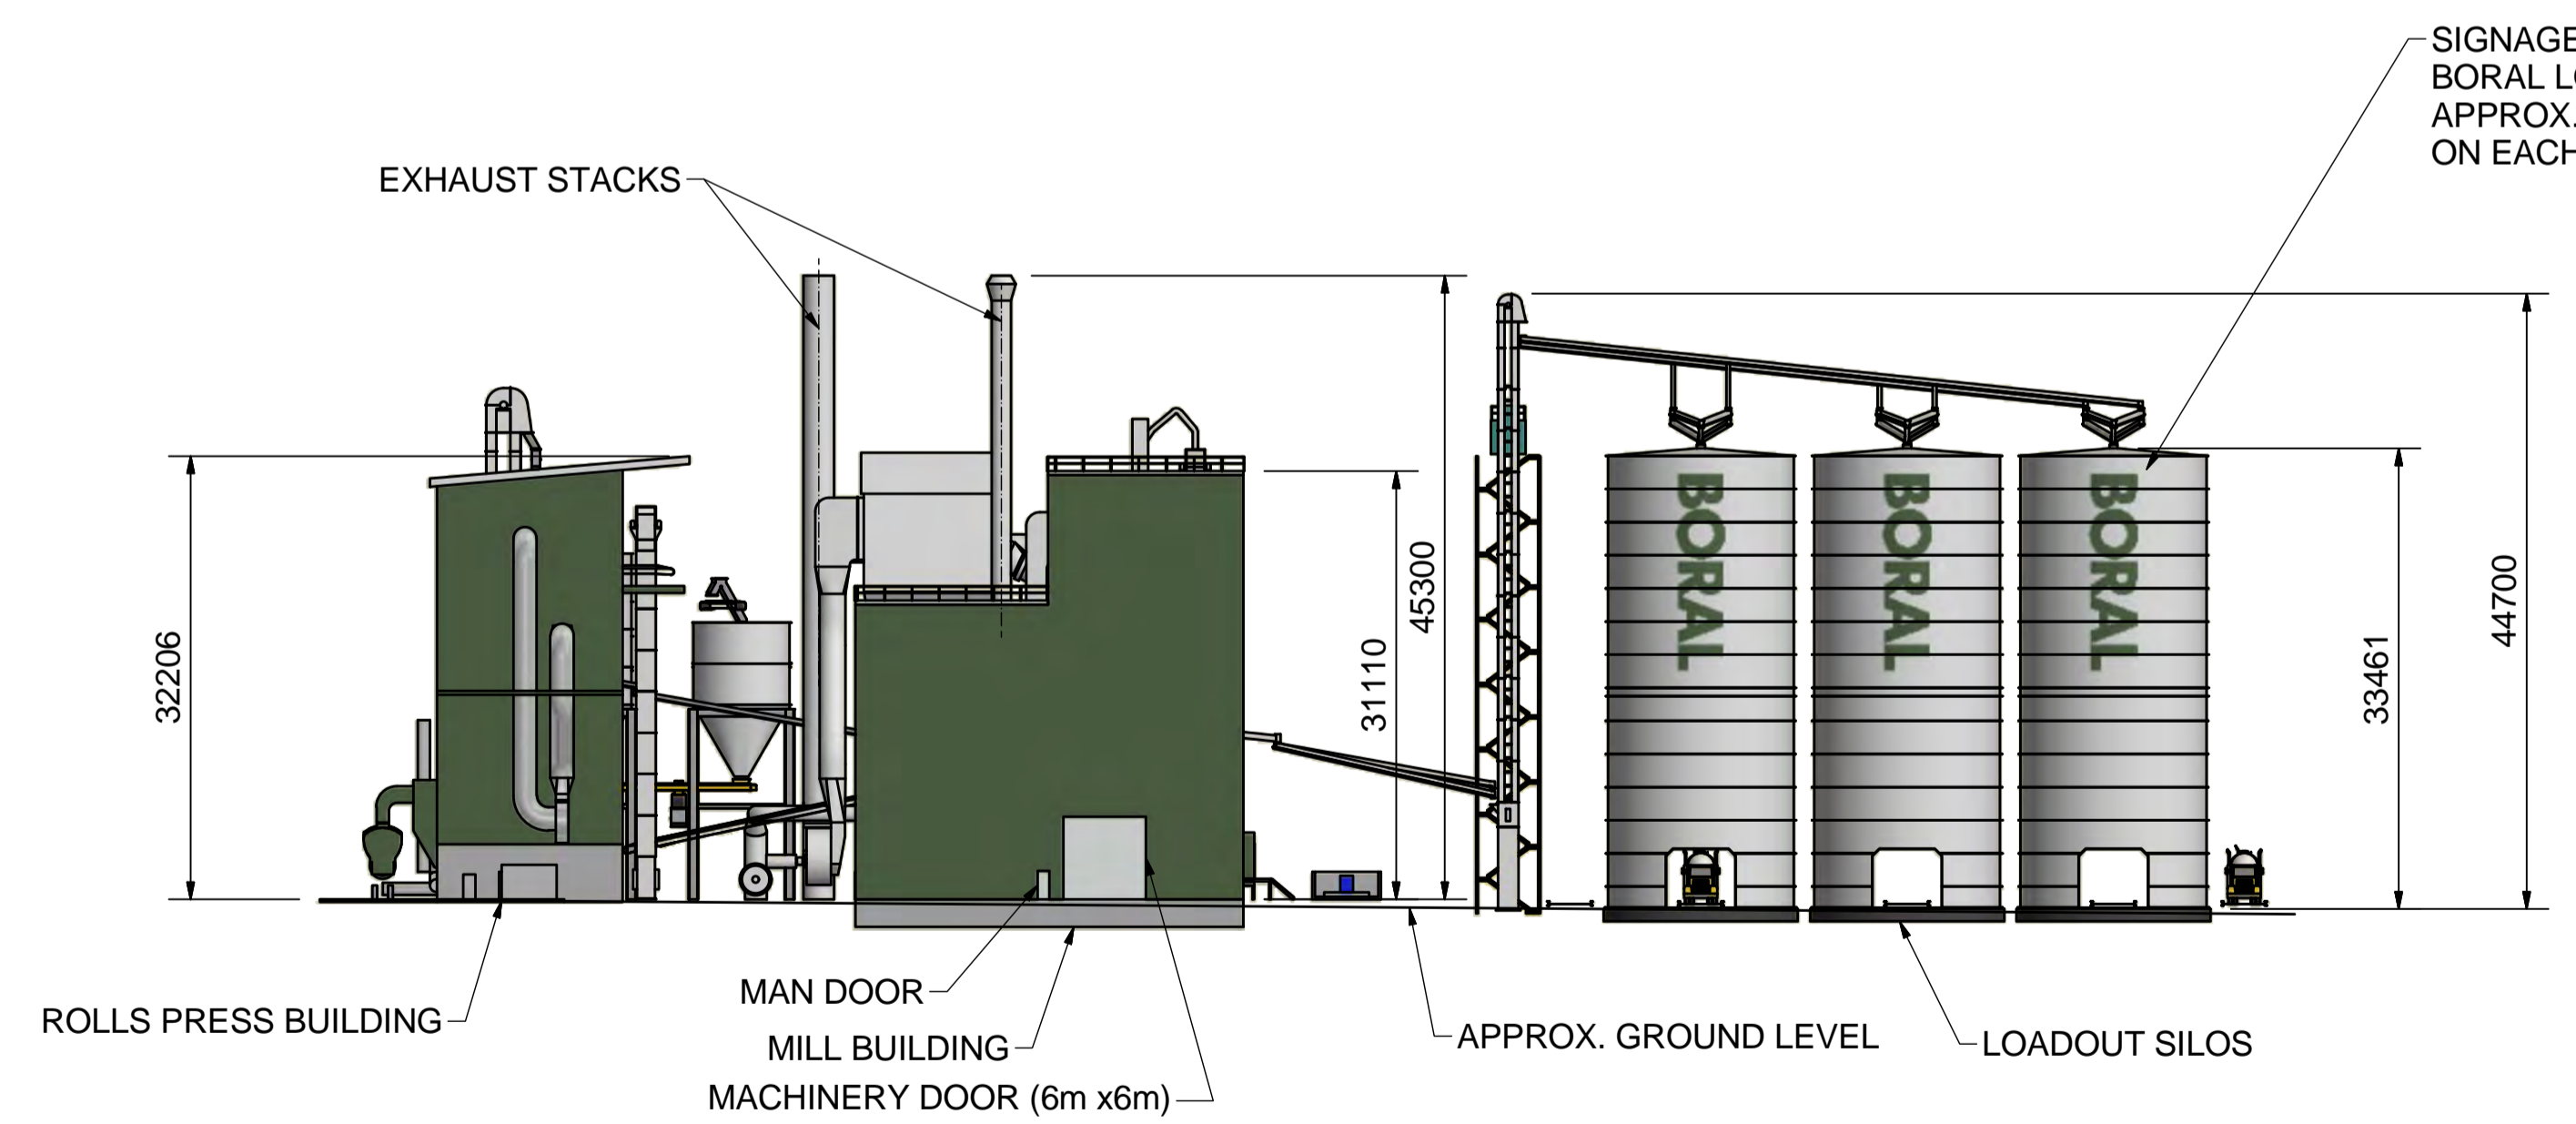 SIGNAGE
BORAL
APPROX.
ON EACH
EXHAUST STACKS
32206
31110
45300
BORAL
BORAL
BORAL
33461
44700
MAN DOOR
ROLLS PRESS BUILDING
MILL BUILDING
APPROX. GROUND LEVEL
LOADOUT SILOS
MACHINERY DOOR (6m x6m)